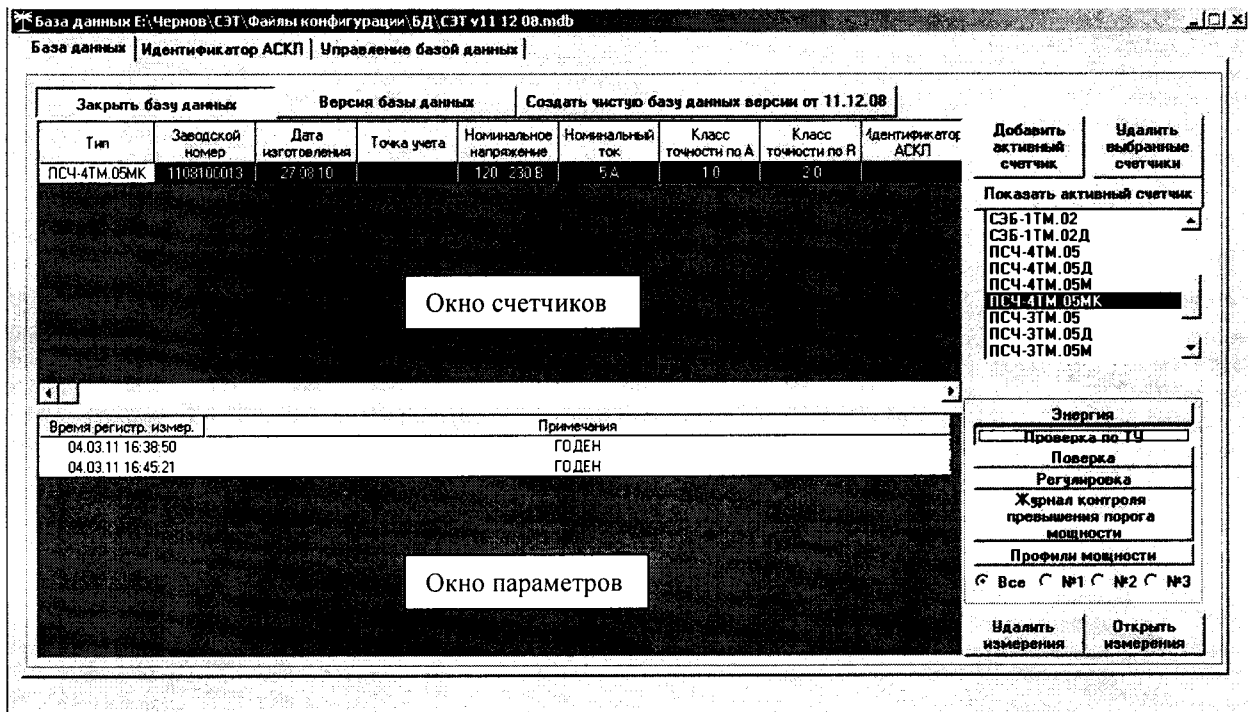 База данных E:\Чернов\СЭТ\Файлы конфигурации\БД\СЭТ v11 12 08.mdb
База данных Идентификатор АСКП Управление базой данных
Закрыть базу данных Версия базы данных Создать чистую базу данных версии от 11.12.08
Тип Заводской номер Дата изготовления Точка учета Номинальное напряжение Номинальный ток Класс точности по А Класс точности по R Идентификатор АСКП
ПСЧ-4ТМ.05МК 1108100013 27 08 10 120 230 В 5 А 1 0 2 0
Добавить активный счетчик
Удалить выбранные счетчики
Показать активный счетчик
СЭБ-1ТМ.02
СЭБ-1ТМ.02Д
ПСЧ-4ТМ.05
ПСЧ-4ТМ.05Д
ПСЧ-4ТМ.05М
ПСЧ-4ТМ.05МК
ПСЧ-3ТМ.05
ПСЧ-3ТМ.05Д
ПСЧ-3ТМ.05М
Окно счетчиков
Время регистр. измер. Примечания
04.03.11 16:38:50 ГОДЕН
04.03.11 16:45:21 ГОДЕН
Окно параметров
Энергия
Проверка по ТУ
Поверка
Регулировка
Журнал контроля
превышения порога
мощности
Профили мощности
Все №1 №2 №3
Удалить измерения
Открыть измерения